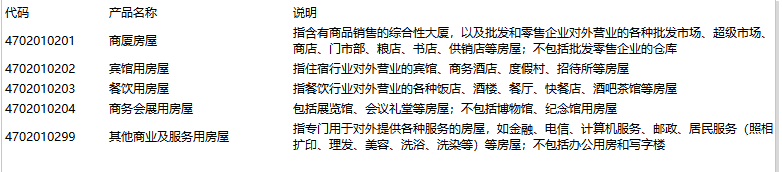 代码 产品名称 说明
4702010201 商厦房屋 指含有商品销售的综合性大厦，以及批发和零售企业对外营业的各种批发市场、超级市场、
商店、门市部、粮店、书店、供销店等房屋；不包括批发零售企业的仓库
4702010202 宾馆用房屋 指住宿行业对外营业的宾馆、商务酒店、度假村、招待所等房屋
4702010203 餐饮用房屋 指餐饮行业对外营业的各种饭店、酒楼、餐厅、快餐店、酒吧茶馆等房屋
4702010204 商务会展用房屋 包括展览馆、会议礼堂等房屋；不包括博物馆、纪念馆用房屋
4702010299 其他商业及服务用房屋 指专门用于对外提供各种服务的房屋，如金融、电信、计算机服务、邮政、居民服务（照相
扩印、理发、美容、洗浴、洗染等）等房屋；不包括办公用房和写字楼